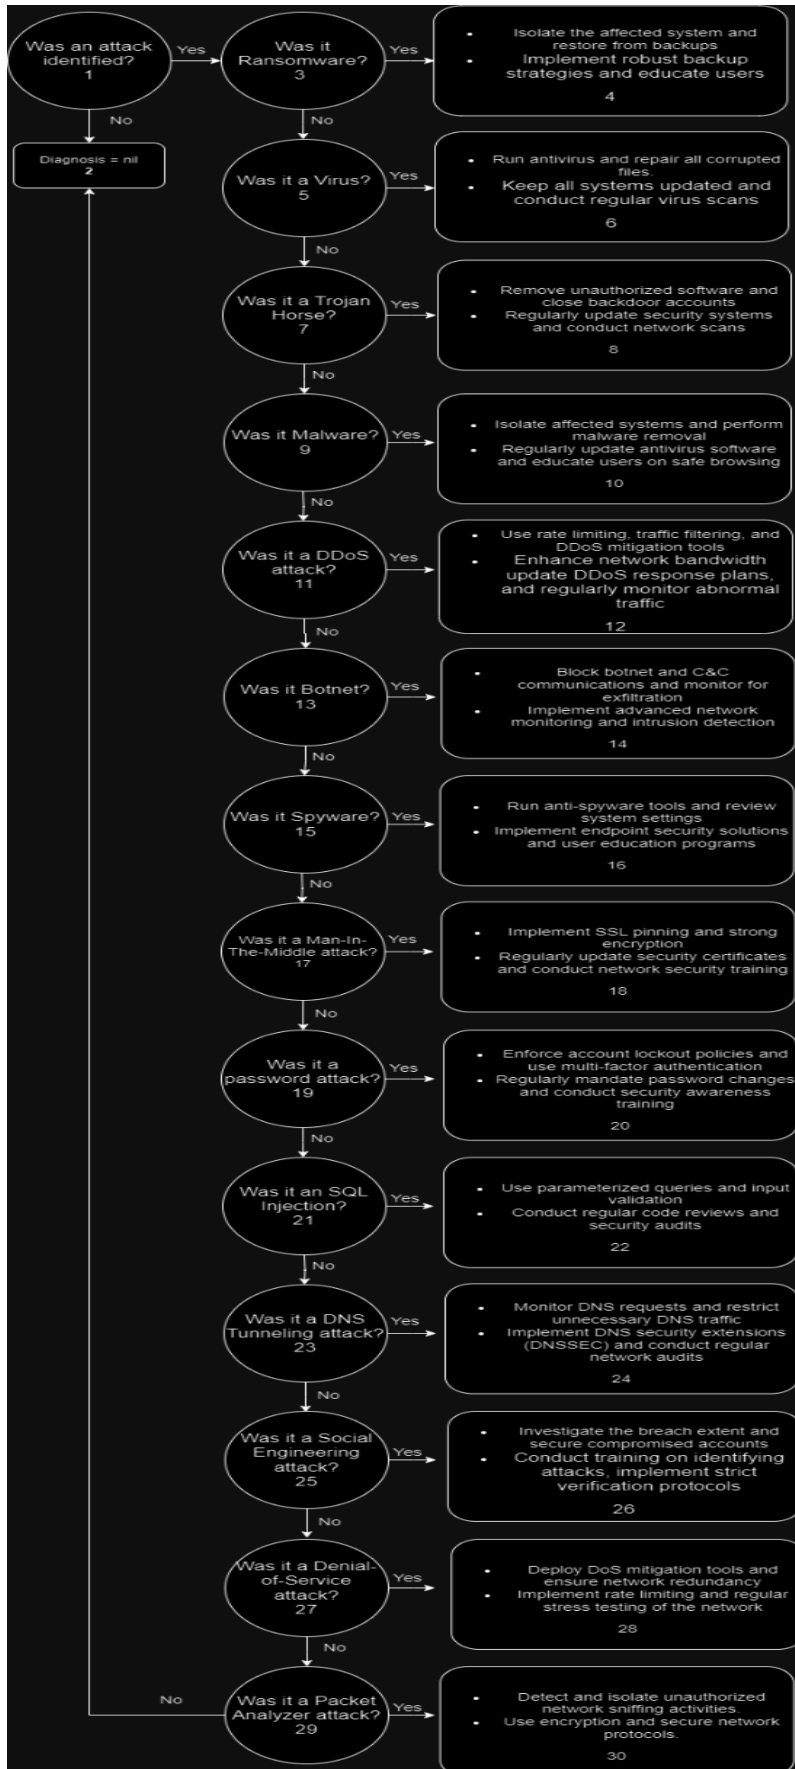 Was an attack
identified?
1
Yes
Was it
Ransomware?
3
Yes
• Isolate the affected system and
restore from backups
• Implement robust backup
strategies and educate users
4
No
No
Diagnosis = nil
2
Was it a Virus?
5
Yes
• Run antivirus and repair all corrupted
files.
• Keep all systems updated and
conduct regular virus scans
6
No
Was it a Trojan
Horse?
7
Yes
• Remove unauthorized software and
close backdoor accounts
• Regularly update security systems
and conduct network scans
8
No
Was it Malware?
9
Yes
• Isolate affected systems and perform
malware removal
• Regularly update antivirus software
and educate users on safe browsing
10
No
Was it a DDoS
attack?
11
Yes
• Use rate limiting, traffic filtering, and
DDoS mitigation tools
• Enhance network bandwidth
update DDoS response plans,
and regularly monitor abnormal
traffic
12
No
Was it Botnet?
13
Yes
• Block botnet and C&C
communications and monitor for
exfiltration
• Implement advanced network
monitoring and intrusion detection
14
No
Was it Spyware?
15
Yes
• Run anti-spyware tools and review
system settings
• Implement endpoint security solutions
and user education programs
16
No
Was it a Man-In-
The-Middle attack?
17
Yes
• Implement SSL pinning and strong
encryption
• Regularly update security certificates
and conduct network security training
18
No
Was it a
password attack?
19
Yes
• Enforce account lockout policies and
use multi-factor authentication
• Regularly mandate password changes
and conduct security awareness
training
20
No
Was it an SQL
Injection?
21
Yes
• Use parameterized queries and input
validation
• Conduct regular code reviews and
security audits
22
No
Was it a DNS
Tunneling attack?
23
Yes
• Monitor DNS requests and restrict
unnecessary DNS traffic
• Implement DNS security extensions
(DNSSEC) and conduct regular
network audits
24
No
Was it a Social
Engineering
attack?
25
Yes
• Investigate the breach extent and
secure compromised accounts
• Conduct training on identifying
attacks, implement strict
verification protocols
26
No
Was it a Denial-
of-Service
attack?
27
Yes
• Deploy DoS mitigation tools and
ensure network redundancy
• Implement rate limiting and regular
stress testing of the network
28
No
No
Was it a Packet
Analyzer attack?
29
Yes
• Detect and isolate unauthorized
network sniffing activities.
• Use encryption and secure network
protocols.
30